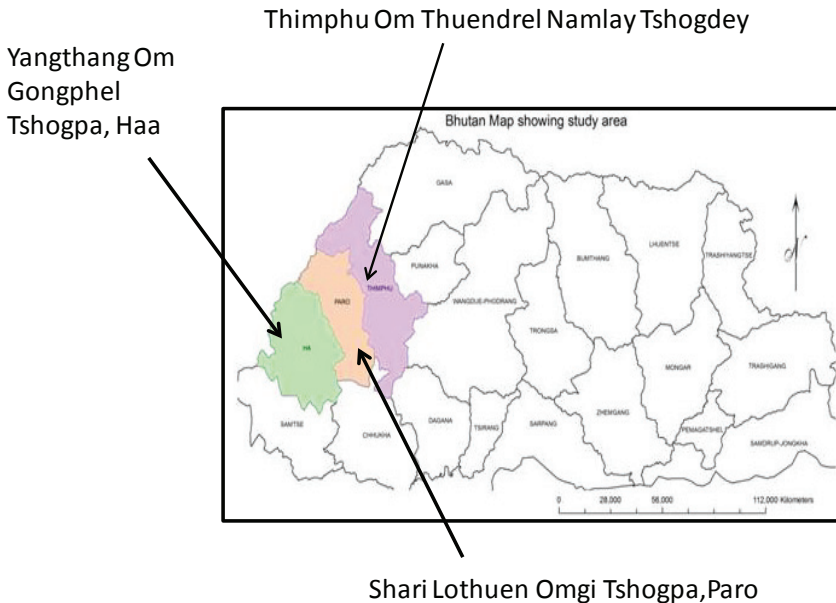 Thimphu Om Thuendrel Namlay Tshogdey
Yangthang Om
Gongphel
Tshogpa, Haa
Bhutan Map showing study area
GASA
PUNAKHA
THIMPHU
PARO
HA
WANGDUE-PHODRANG
BUMTHANG
LHUENTSE
TRASHIYANGTSE
TRONGSA
MONGAR
TRASHIGANG
SAMTSE
CHHUKHA
DAGANA
TSIRANG
SARPANG
ZHEMGANG
PEMAGATSHEL
SAMDRUP-JONGKHA
N
0 28,000 56,000 112,000 Kilometers
Shari Lothuen Omgi Tshogpa,Paro